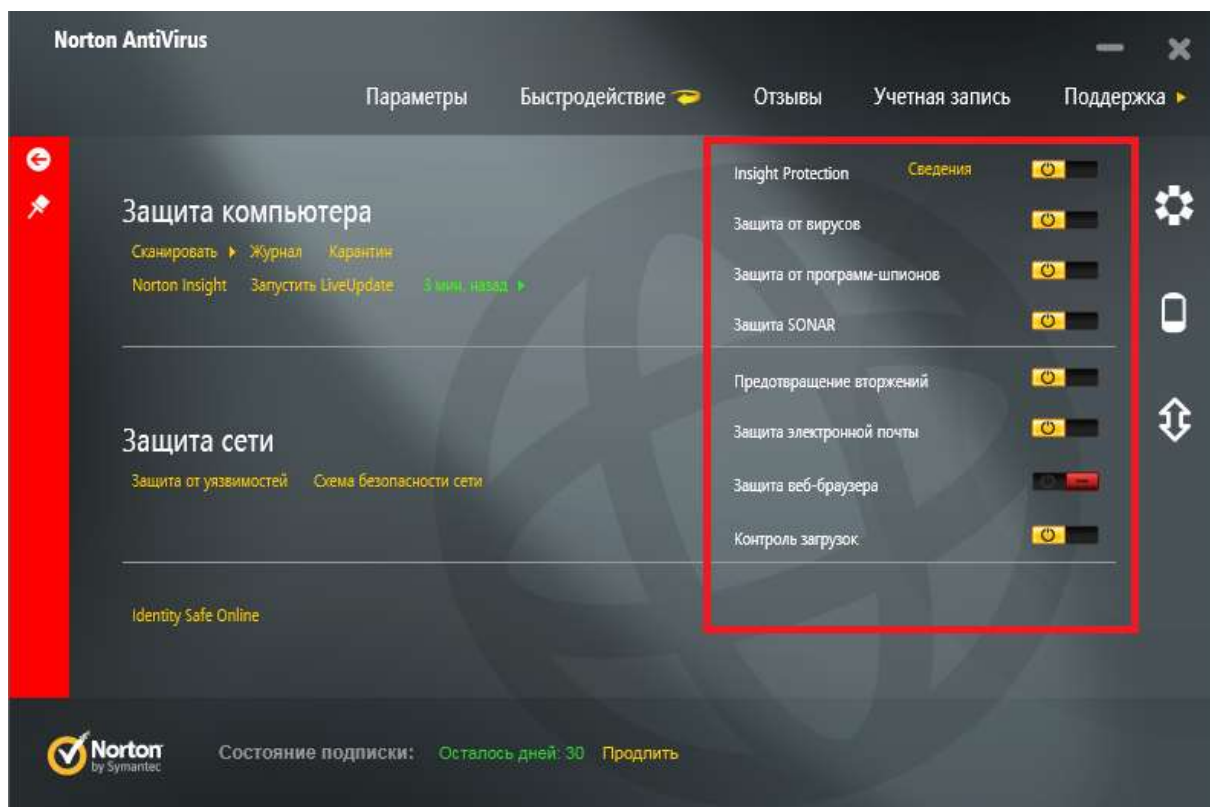 Norton AntiVirus
Параметры Быстродействие Отзывы Учетная запись Поддержка
Insight Protection Сведения
Защита от вирусов
Защита от программ-шпионов
Защита SONAR
Защита компьютера
Сканировать Журнал Карантин
Norton Insight Запустить LiveUpdate 3 мин. назад
Предотвращение вторжений
Защита электронной почты
Защита веб-браузера
Контроль загрузок
Защита сети
Защита от уязвимостей Схема безопасности сети
Identity Safe Online
Norton
by Symantec
Состояние подписки: Осталось дней: 30 Продлить